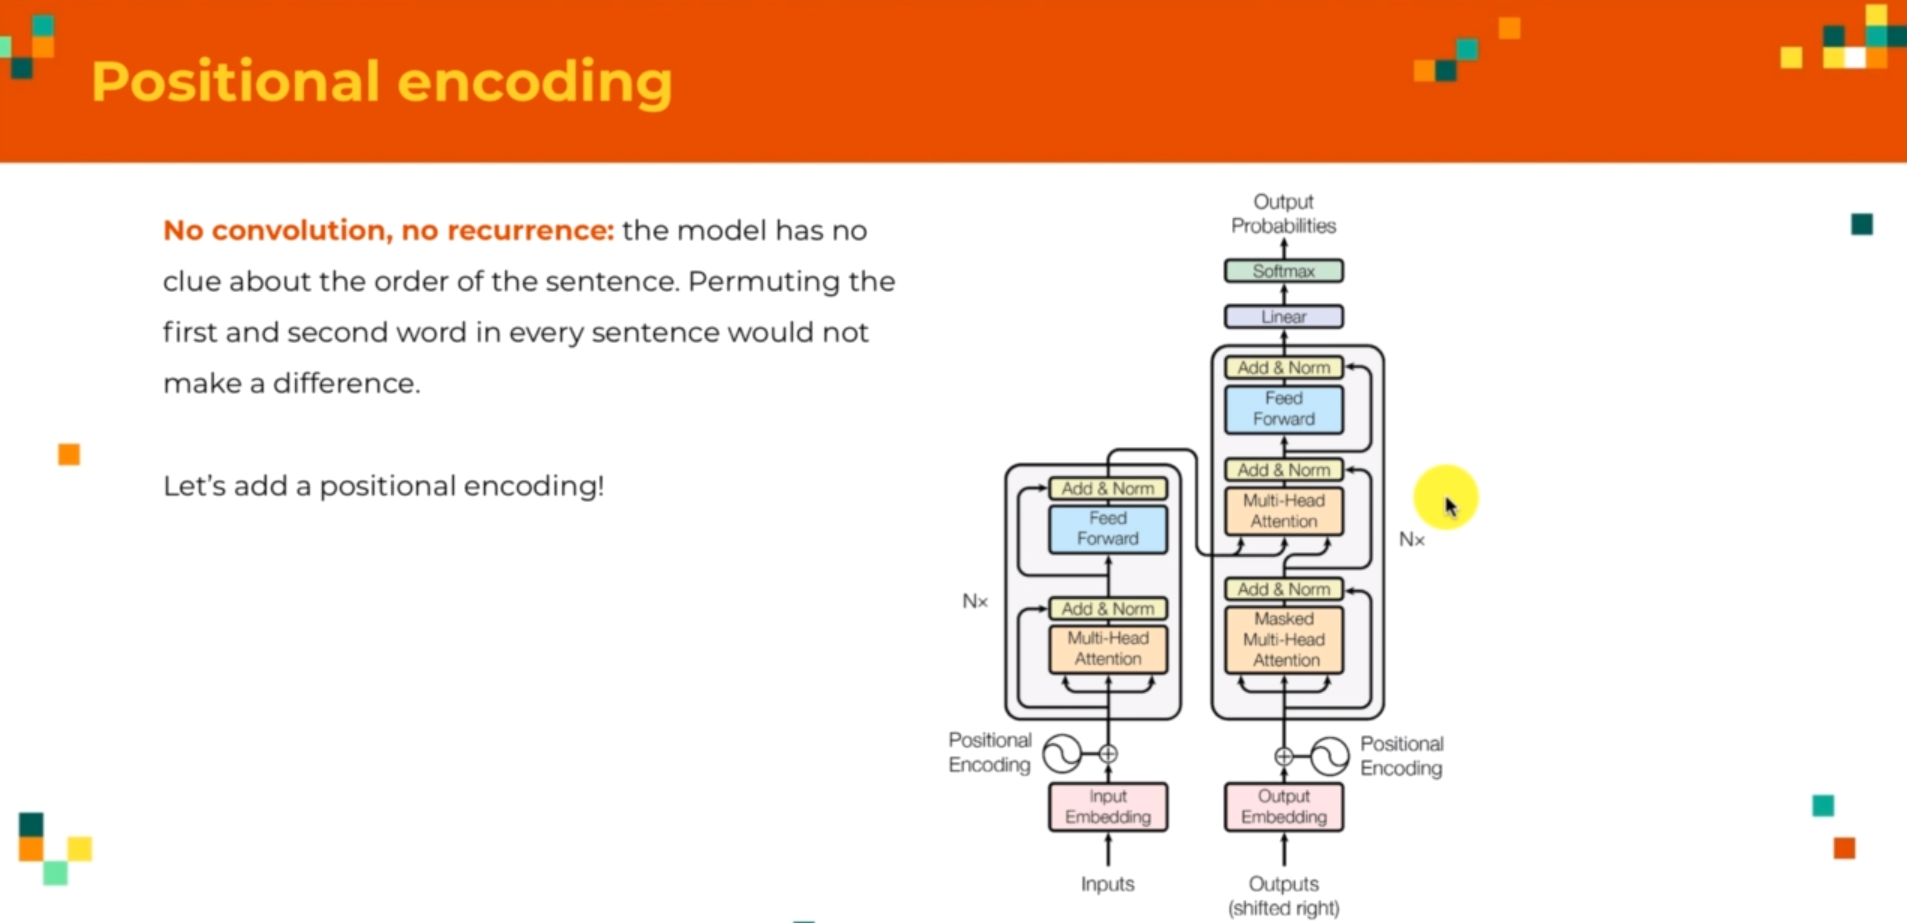 Positional encoding
No convolution, no recurrence: the model has no
clue about the order of the sentence. Permuting the
first and second word in every sentence would not
make a difference.
Let's add a positional encoding!
Output
Probabilities
Softmax
Linear
Add & Norm
Feed
Forward
Add & Norm
Multi-Head
Attention
Nx
Add & Norm
Masked
Multi-Head
Attention
Add & Norm
Feed
Forward
Nx
Add & Norm
Multi-Head
Attention
Positional
Encoding
Positional
Encoding
Input
Embedding
Output
Embedding
Inputs
Outputs
(shifted right)